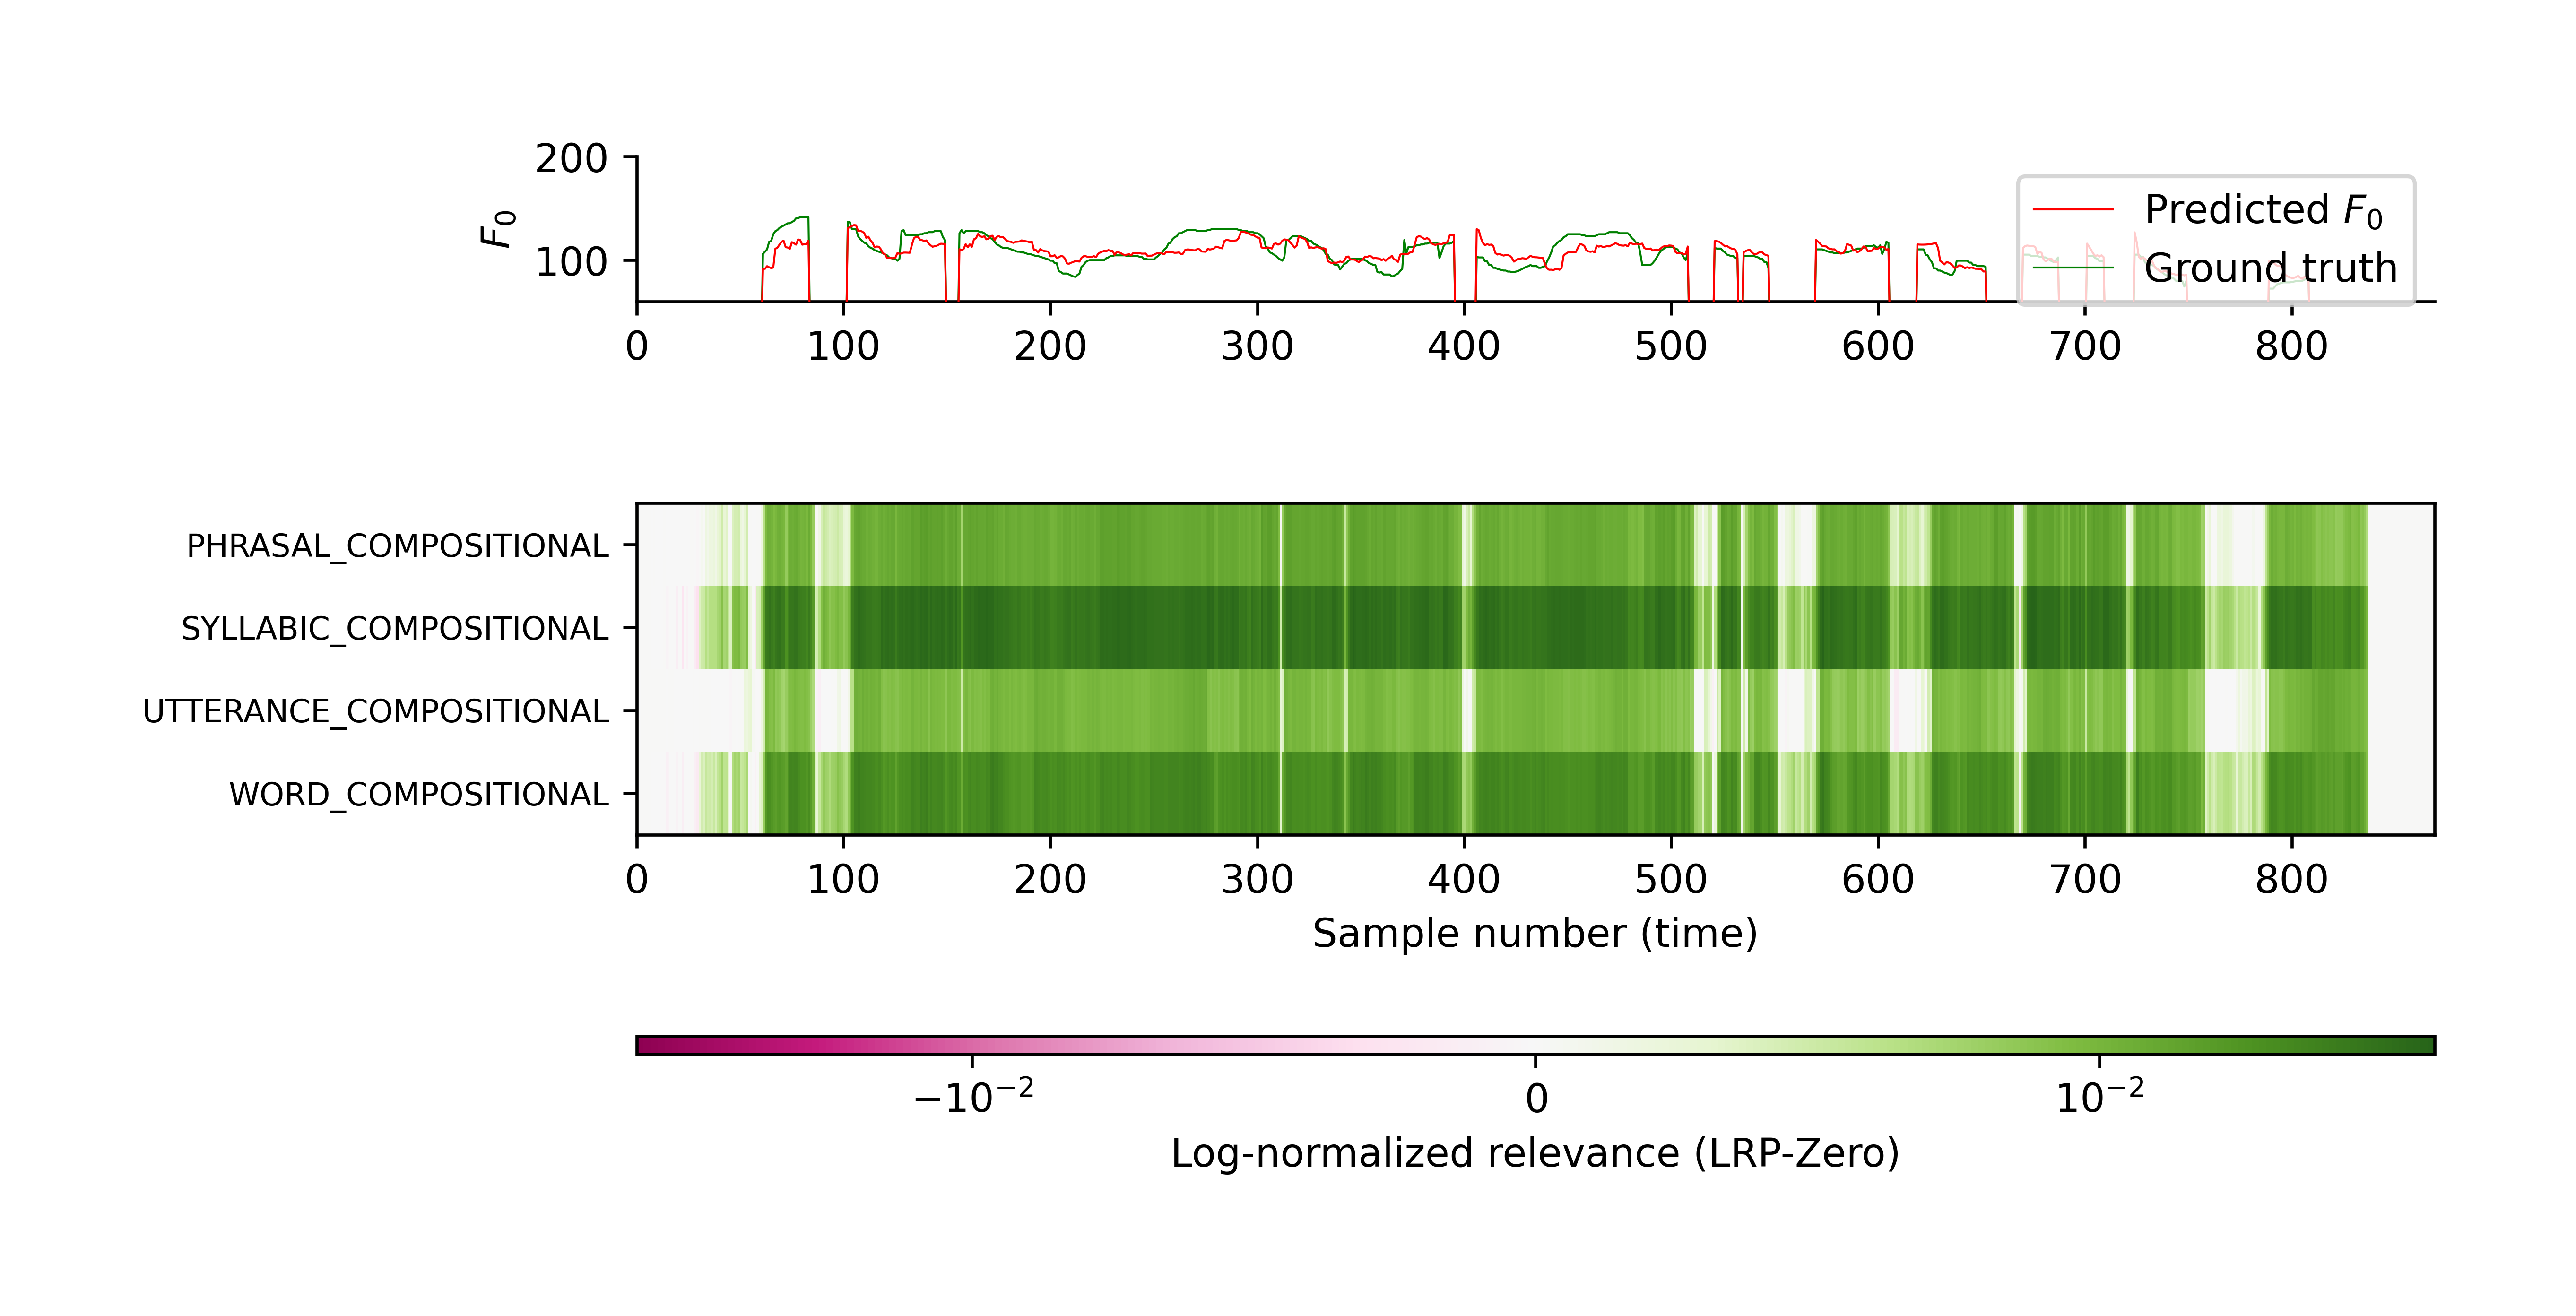 200
100
F0
Predicted F0
Ground truth
0 100 200 300 400 500 600 700 800
PHRASAL_COMPOSITIONAL
SYLLABIC_COMPOSITIONAL
UTTERANCE_COMPOSITIONAL
WORD_COMPOSITIONAL
0 100 200 300 400 500 600 700 800
Sample number (time)
−10⁻² 0 10⁻²
Log-normalized relevance (LRP-Zero)